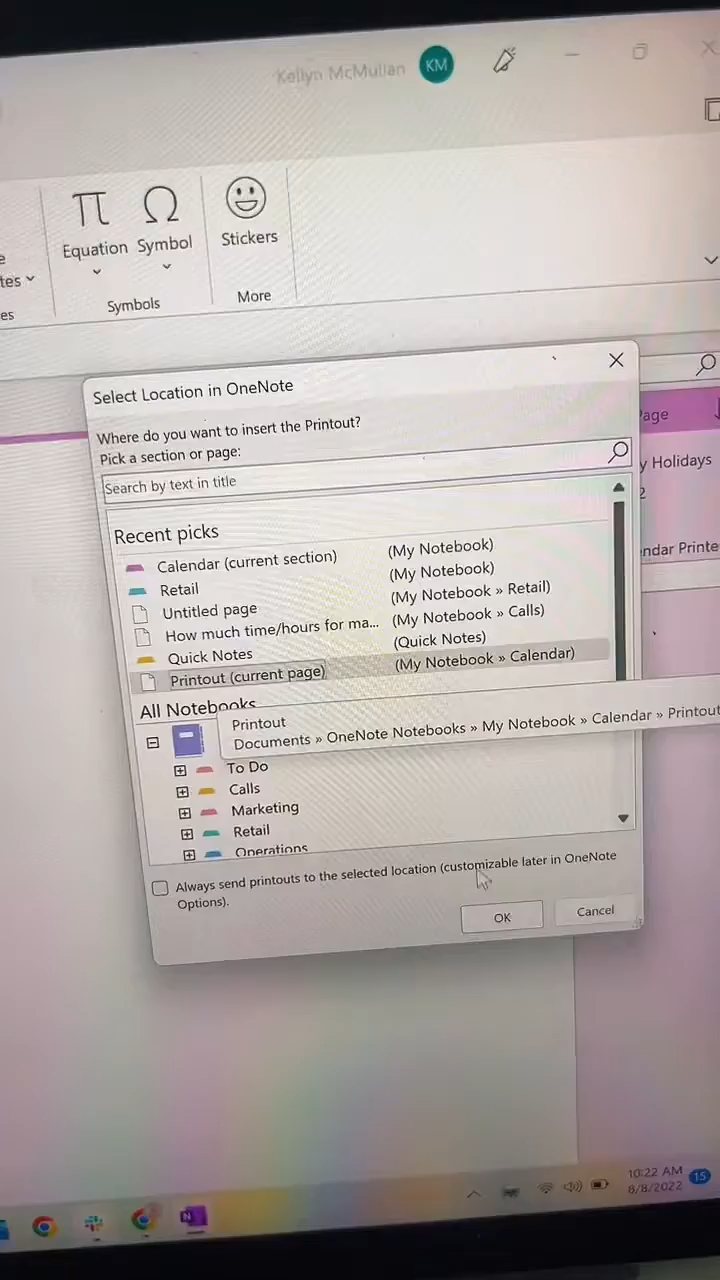 Kellyn McMullan KM
Equation Symbol Stickers
tes
es
Symbols More
Select Location in OneNote
Where do you want to insert the Printout?
Pick a section or page:
Search by text in title
Page
y Holidays
2
ndar Printe
Recent picks
Calendar (current section) (My Notebook)
Retail (My Notebook)
Untitled page (My Notebook » Retail)
How much time/hours for ma... (My Notebook » Calls)
Quick Notes (Quick Notes)
Printout (current page) (My Notebook » Calendar)
All Notebooks
Printout
Documents » OneNote Notebooks » My Notebook » Calendar » Printout
To Do
Calls
Marketing
Retail
Operations
Always send printouts to the selected location (customizable later in OneNote
Options).
OK Cancel
10:22 AM
8/8/2022 15
N